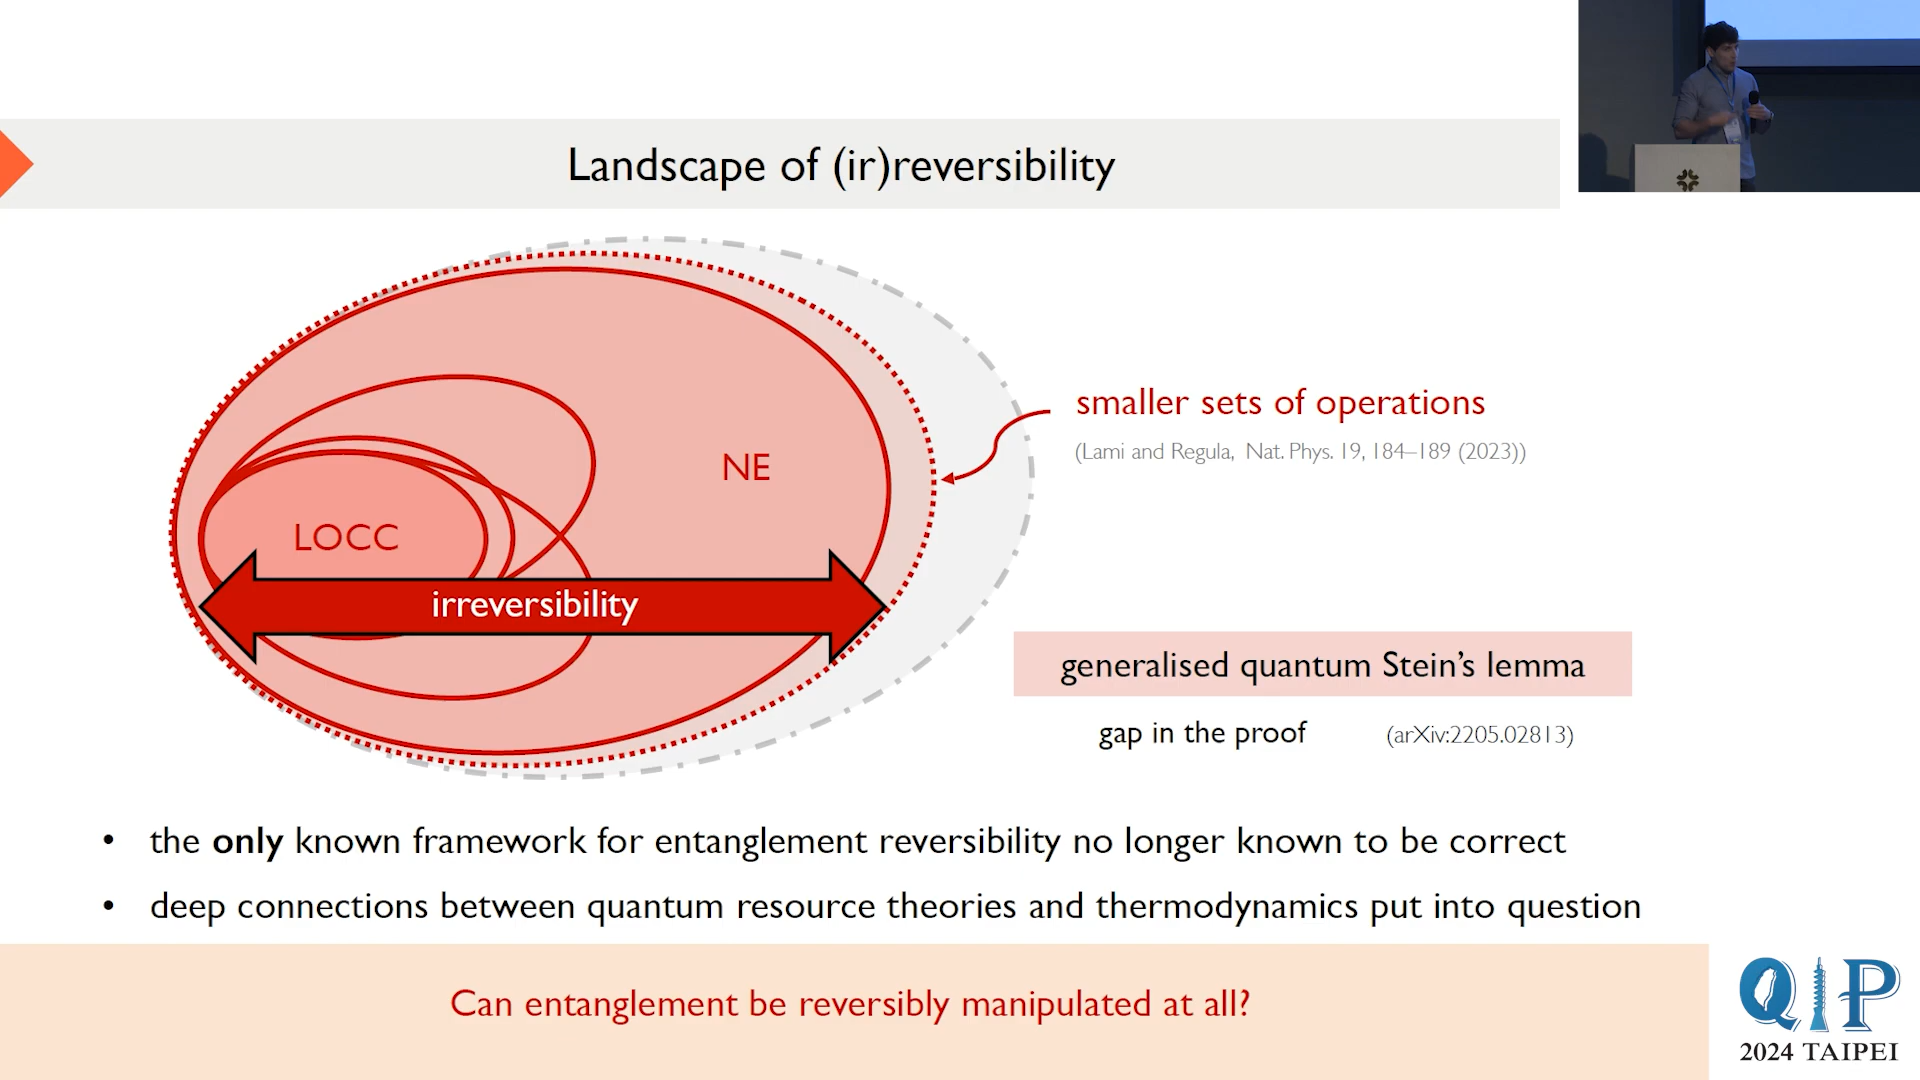 Landscape of (ir)reversibility
smaller sets of operations
(Lami and Regula, Nat. Phys. 19, 184–189 (2023))
NE
LOCC
irreversibility
generalised quantum Stein’s lemma
gap in the proof (arXiv:2205.02813)
• the only known framework for entanglement reversibility no longer known to be correct
• deep connections between quantum resource theories and thermodynamics put into question
Can entanglement be reversibly manipulated at all?
QIP
2024 TAIPEI